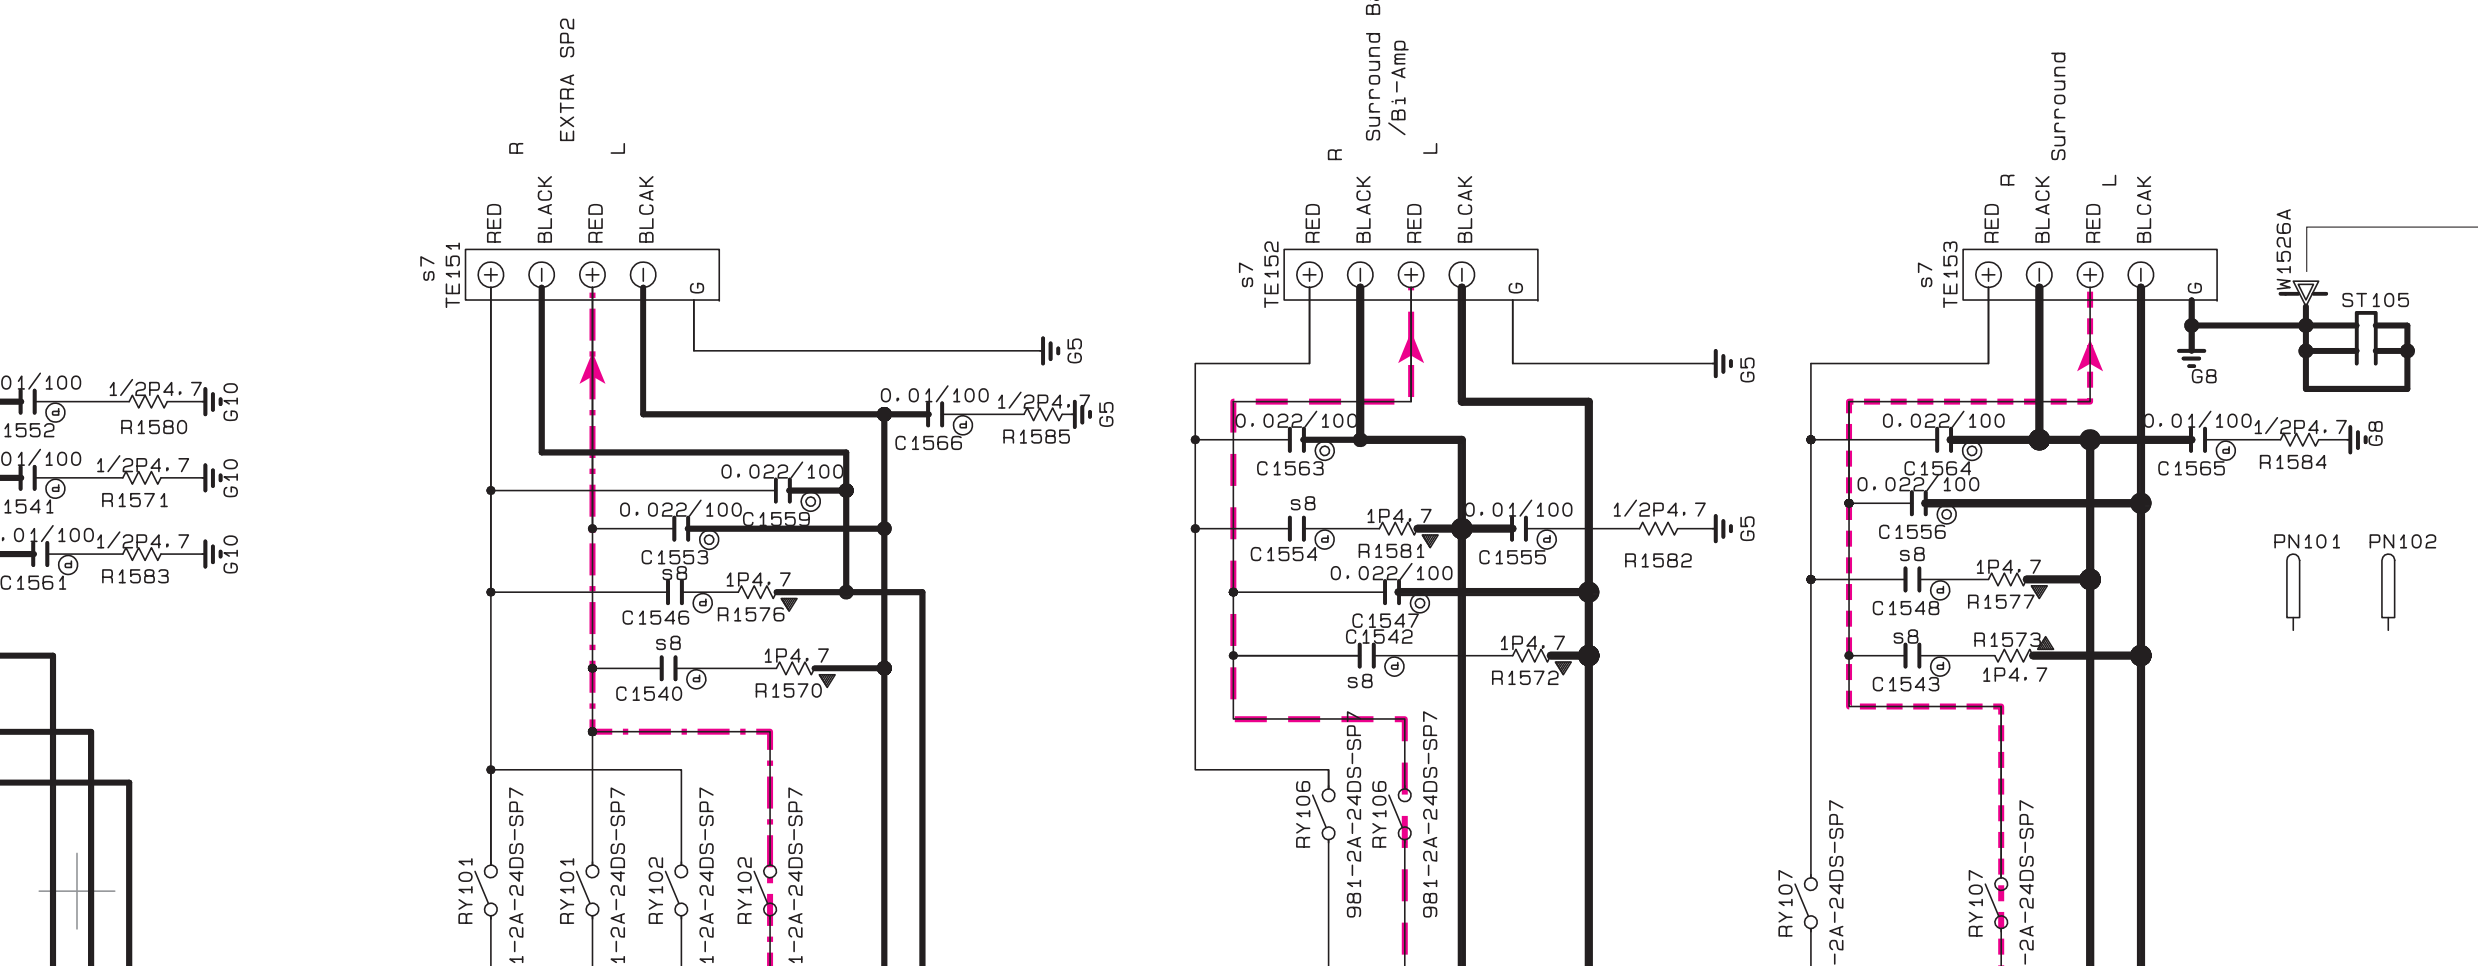 EXTRA SP2
R
L
RED
BLACK
RED
BLCAK
s7
TE151
G
G5
01/100
1/2P4.7
G10
1552
R1580
01/100
1/2P4.7
G10
1541
R1571
.01/100
1/2P4.7
G10
C1561
R1583
0.01/100
1/2P4.7
G5
C1566
R1585
0.022/100
C1559
0.022/100
C1553
s8
1P4.7
C1546
R1576
s8
1P4.7
C1540
R1570
RY101
1-2A-24DS-SP7
RY101
1-2A-24DS-SP7
RY102
1-2A-24DS-SP7
RY102
1-2A-24DS-SP7
Surround B
/Bi-Amp
R
L
RED
BLACK
RED
BLCAK
s7
TE152
G
G5
0.022/100
C1563
s8
1P4.7
0.01/100
1/2P4.7
G5
C1554
R1581
C1555
R1582
0.022/100
C1547
C1542
1P4.7
s8
R1572
RY106
981-2A-24DS-SP7
RY106
981-2A-24DS-SP7
Surround
R
L
RED
BLACK
RED
BLCAK
s7
TE153
G
G8
W1526A
ST105
0.022/100
0.01/100
1/2P4.7
G8
C1564
C1565
R1584
0.022/100
C1556
s8
1P4.7
C1548
R1577
s8
R1573
C1543
1P4.7
PN101
PN102
RY107
-2A-24DS-SP7
RY107
-2A-24DS-SP7